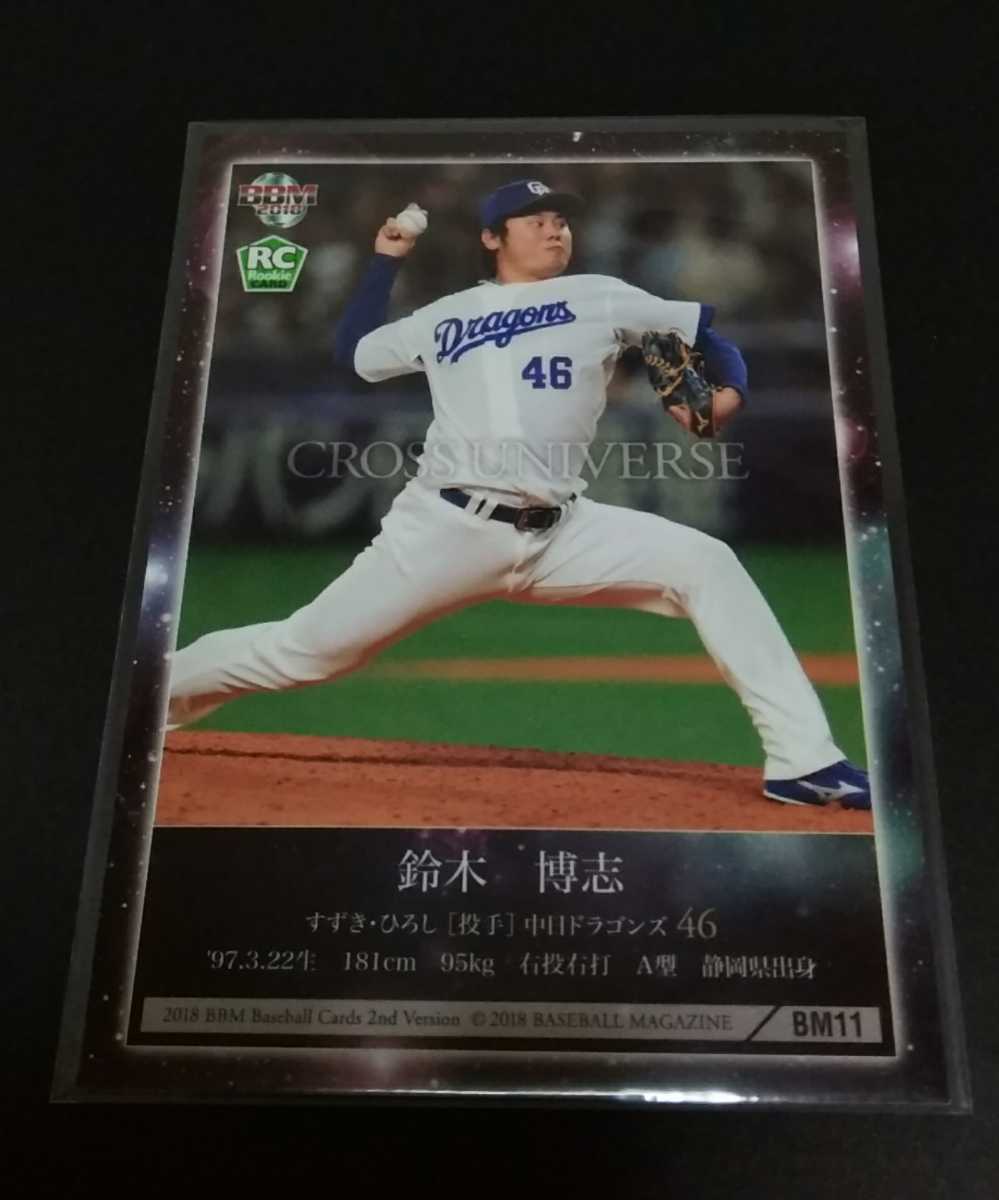 BBM
2018
RC
Rookie
CARD
Dragons
46
CROSS UNIVERSE
鈴木 博志
すずき・ひろし [投手] 中日ドラゴンズ 46
'97.3.22生 181cm 95kg 右投右打 A型 静岡県出身
2018 BBM Baseball Cards 2nd Version © 2018 BASEBALL MAGAZINE BM11